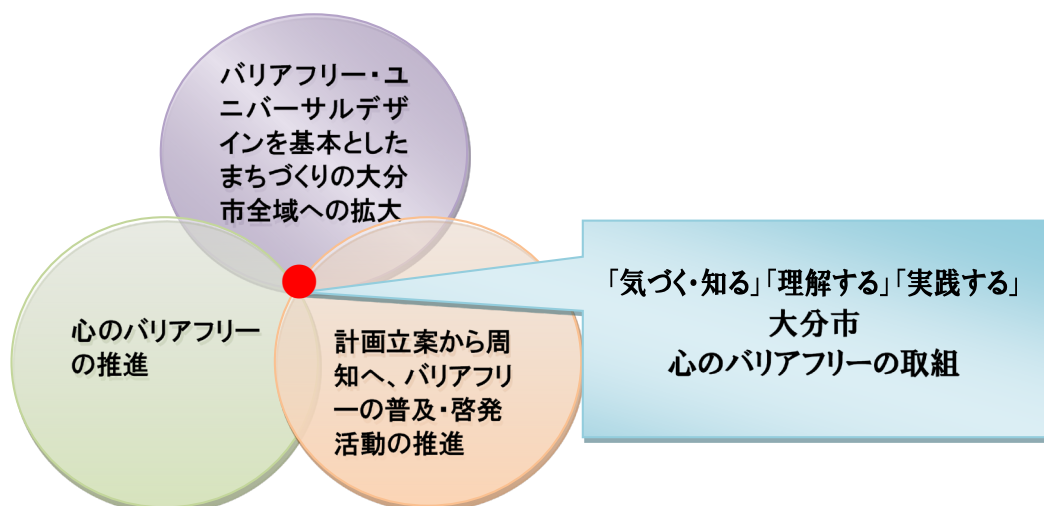 バリアフリー・ユ
ニバーサルデザ
インを基本とした
まちづくりの大分
市全域への拡大
心のバリアフリー
の推進
計画立案から周
知へ、バリアフリ
ーの普及・啓発
活動の推進
「気づく・知る」「理解する」「実践する」
大分市
心のバリアフリーの取組